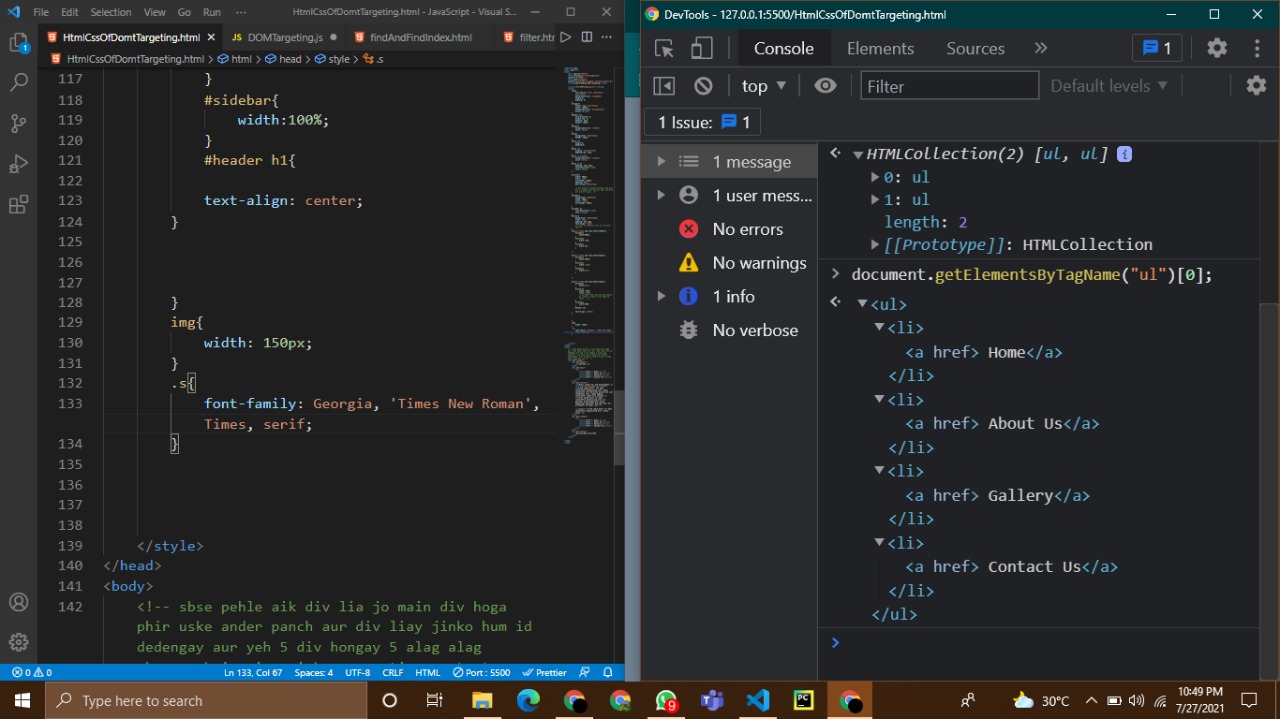 File Edit Selection View Go Run ··· HtmlCssOfDomtTargeting.html - JavaScript - Visual S...
HtmlCssOfDomtTargeting.html DOMTargeting.js findAndFindIndex.html filter.htm
HtmlCssOfDomtTargeting.html > html > head > style > .s
117 }
118 #sidebar{
119 width:100%;
120 }
121 #header h1{
122
123 text-align: center;
124 }
125
126
127
128 }
129 img{
130 width: 150px;
131 }
132 .s{
133 font-family: Georgia, 'Times New Roman',
Times, serif;
134 }
135
136
137
138
139 </style>
140 </head>
141 <body>
142 <!-- sbse pehle aik div lia jo main div hoga
phir uske ander panch aur div liay jinko hum id
dedengay aur yeh 5 div hongay 5 alag alag
0 0 Ln 133, Col 67 Spaces: 4 UTF-8 CRLF HTML Port : 5500 Prettier
DevTools - 127.0.0.1:5500/HtmlCssOfDomtTargeting.html
Console Elements Sources » 1
top Filter Default levels
1 Issue: 1
1 message
1 user mess...
No errors
No warnings
1 info
No verbose
HTMLCollection(2) [ul, ul] i
0: ul
1: ul
length: 2
[[Prototype]]: HTMLCollection
document.getElementsByTagName("ul")[0];
<ul>
<li>
<a href> Home</a>
</li>
<li>
<a href> About Us</a>
</li>
<li>
<a href> Gallery</a>
</li>
<li>
<a href> Contact Us</a>
</li>
</ul>
Type here to search 9 PC 30°C 10:49 PM
7/27/2021